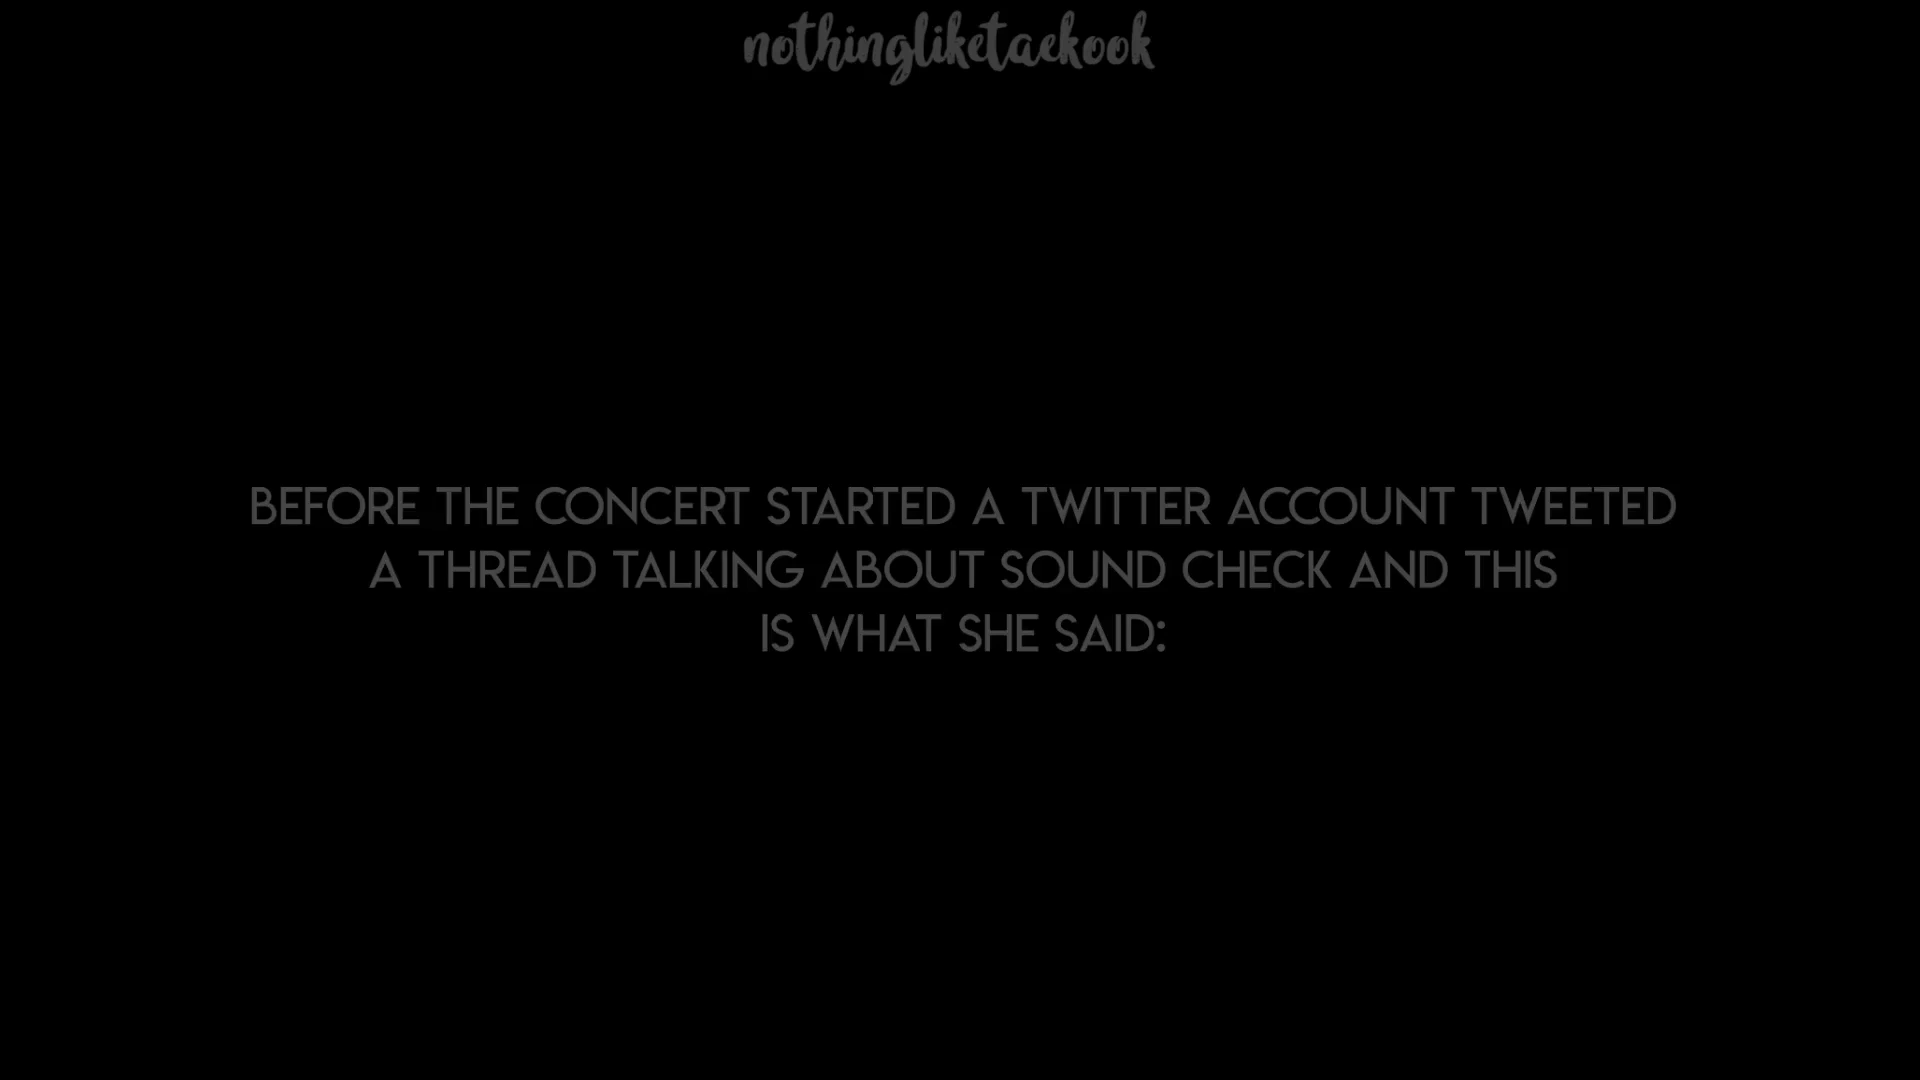 nothingliketaekook
BEFORE THE CONCERT STARTED A TWITTER ACCOUNT TWEETED
A THREAD TALKING ABOUT SOUND CHECK AND THIS
IS WHAT SHE SAID: